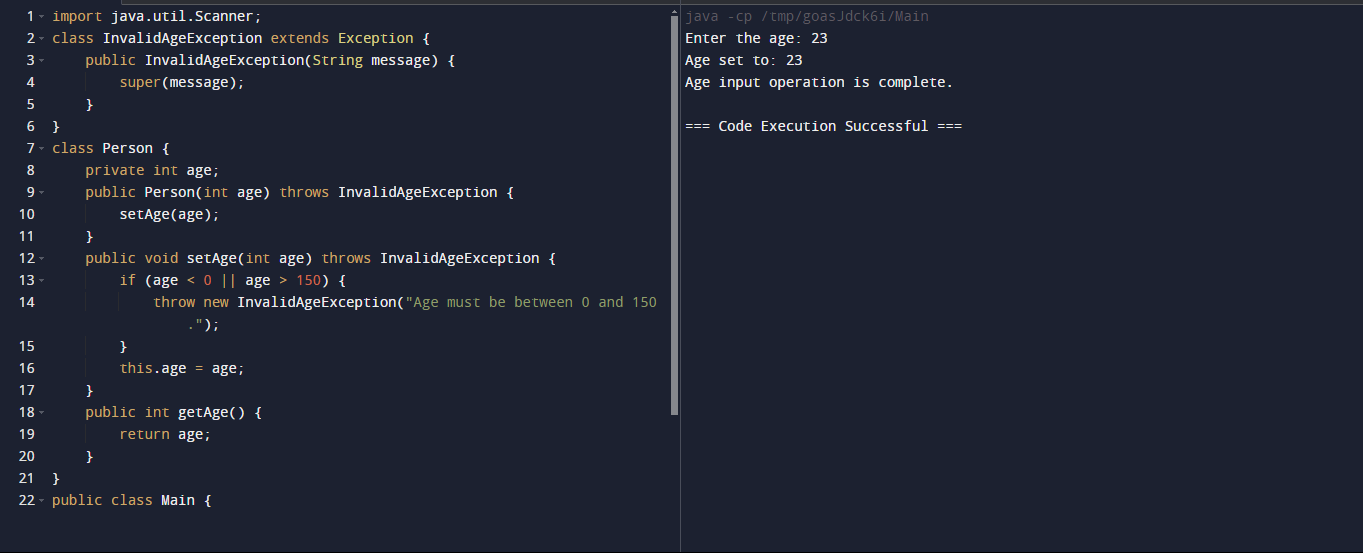 1 import java.util.Scanner;
2 class InvalidAgeException extends Exception {
3     public InvalidAgeException(String message) {
4         super(message);
5     }
6 }
7 class Person {
8     private int age;
9     public Person(int age) throws InvalidAgeException {
10         setAge(age);
11     }
12     public void setAge(int age) throws InvalidAgeException {
13         if (age < 0 || age > 150) {
14             throw new InvalidAgeException("Age must be between 0 and 150
.");
15         }
16         this.age = age;
17     }
18     public int getAge() {
19         return age;
20     }
21 }
22 public class Main {
java -cp /tmp/goasJdck6i/Main
Enter the age: 23
Age set to: 23
Age input operation is complete.
=== Code Execution Successful ===